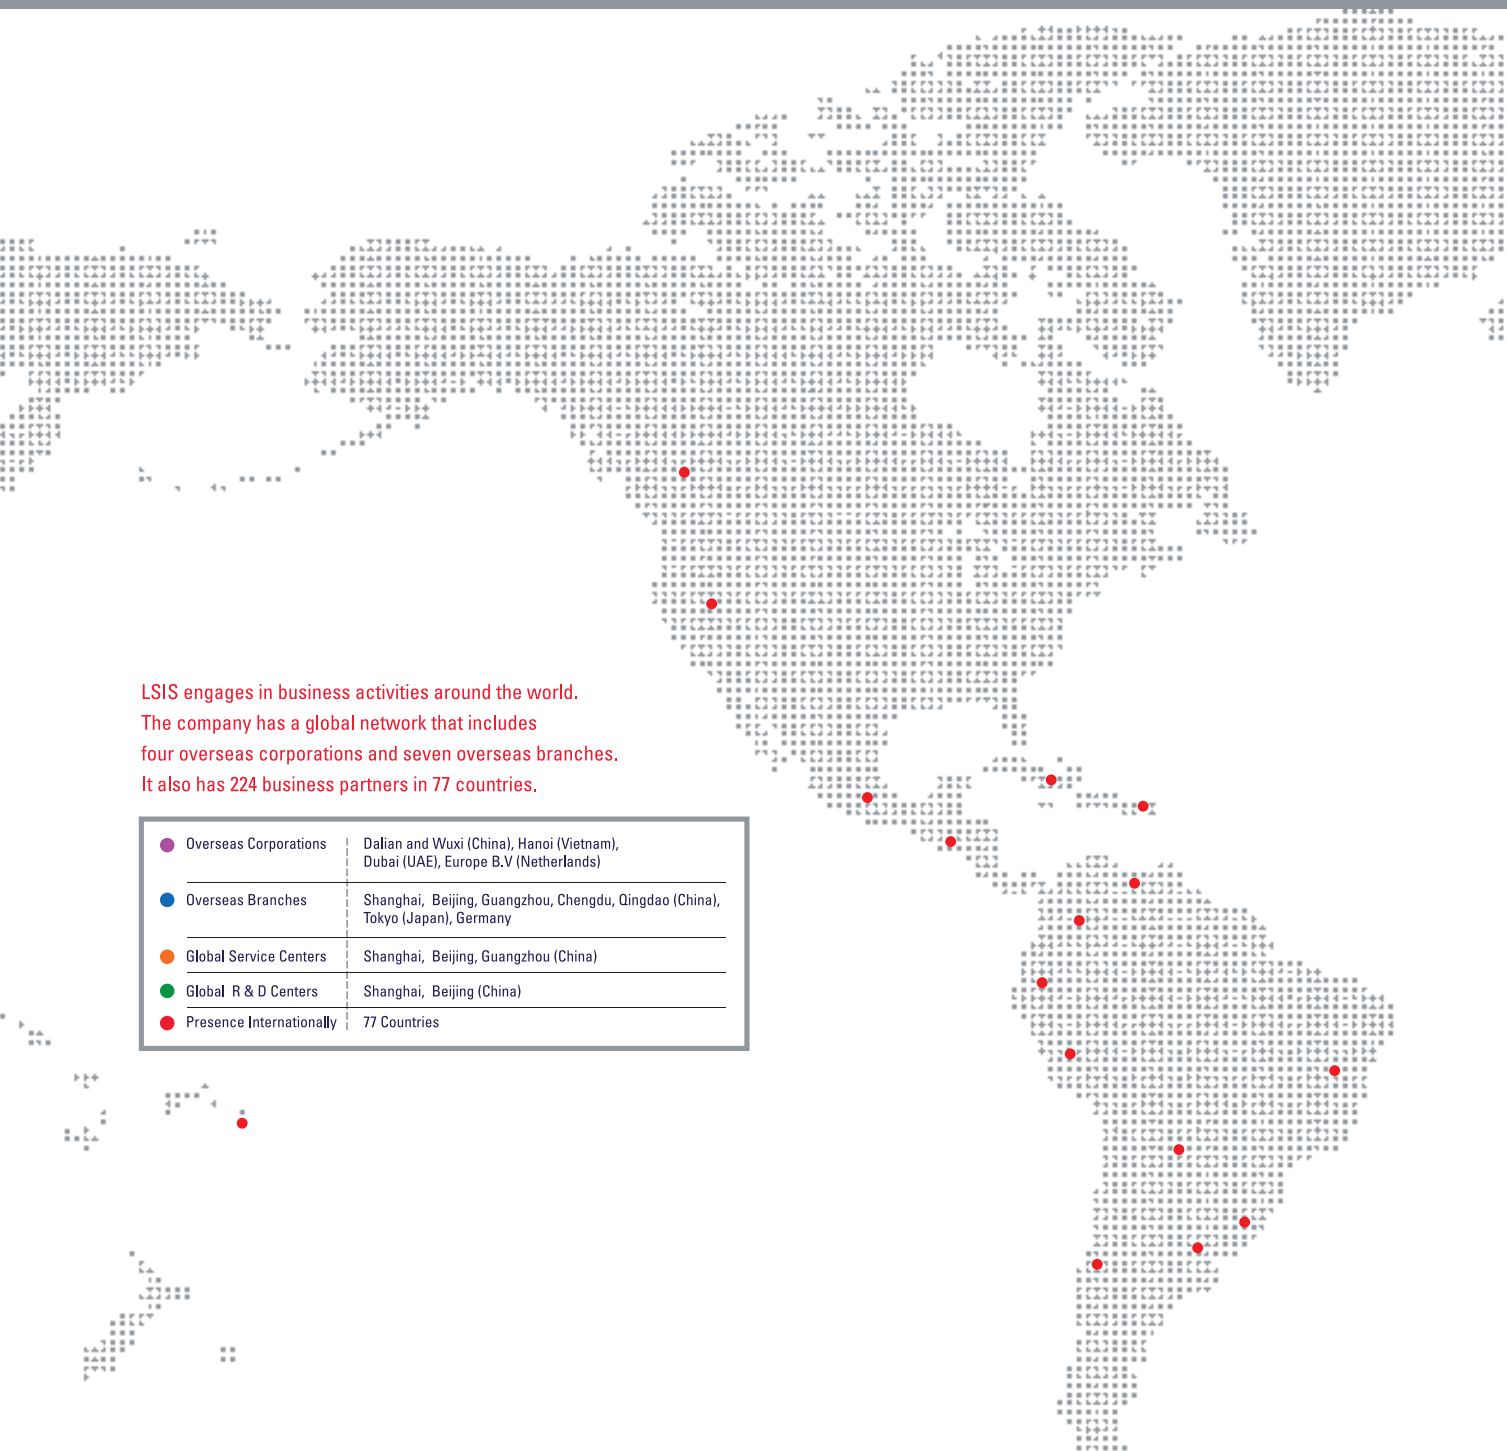 LSIS engages in business activities around the world.
The company has a global network that includes
four overseas corporations and seven overseas branches.
It also has 224 business partners in 77 countries.
Overseas Corporations
Dalian and Wuxi (China), Hanoi (Vietnam),
Dubai (UAE), Europe B.V (Netherlands)
Overseas Branches
Shanghai, Beijing, Guangzhou, Chengdu, Qingdao (China),
Tokyo (Japan), Germany
Global Service Centers
Shanghai, Beijing, Guangzhou (China)
Global R & D Centers
Shanghai, Beijing (China)
Presence Internationally
77 Countries